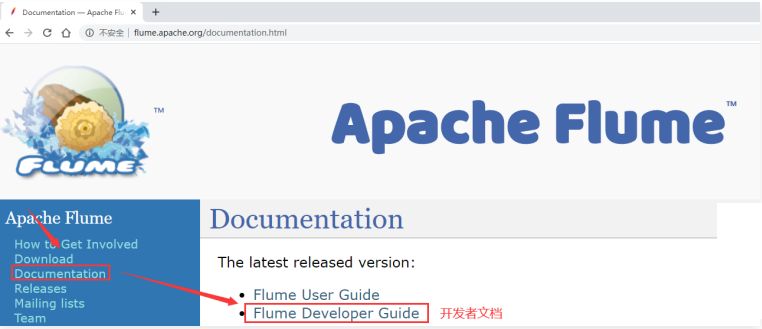 Documentation — Apache Flu
不安全 | flume.apache.org/documentation.html
FLUME
TM
Apache Flume
TM
Apache Flume
How to Get Involved
Download
Documentation
Releases
Mailing lists
Team
Documentation
The latest released version:
Flume User Guide
Flume Developer Guide
开发者文档